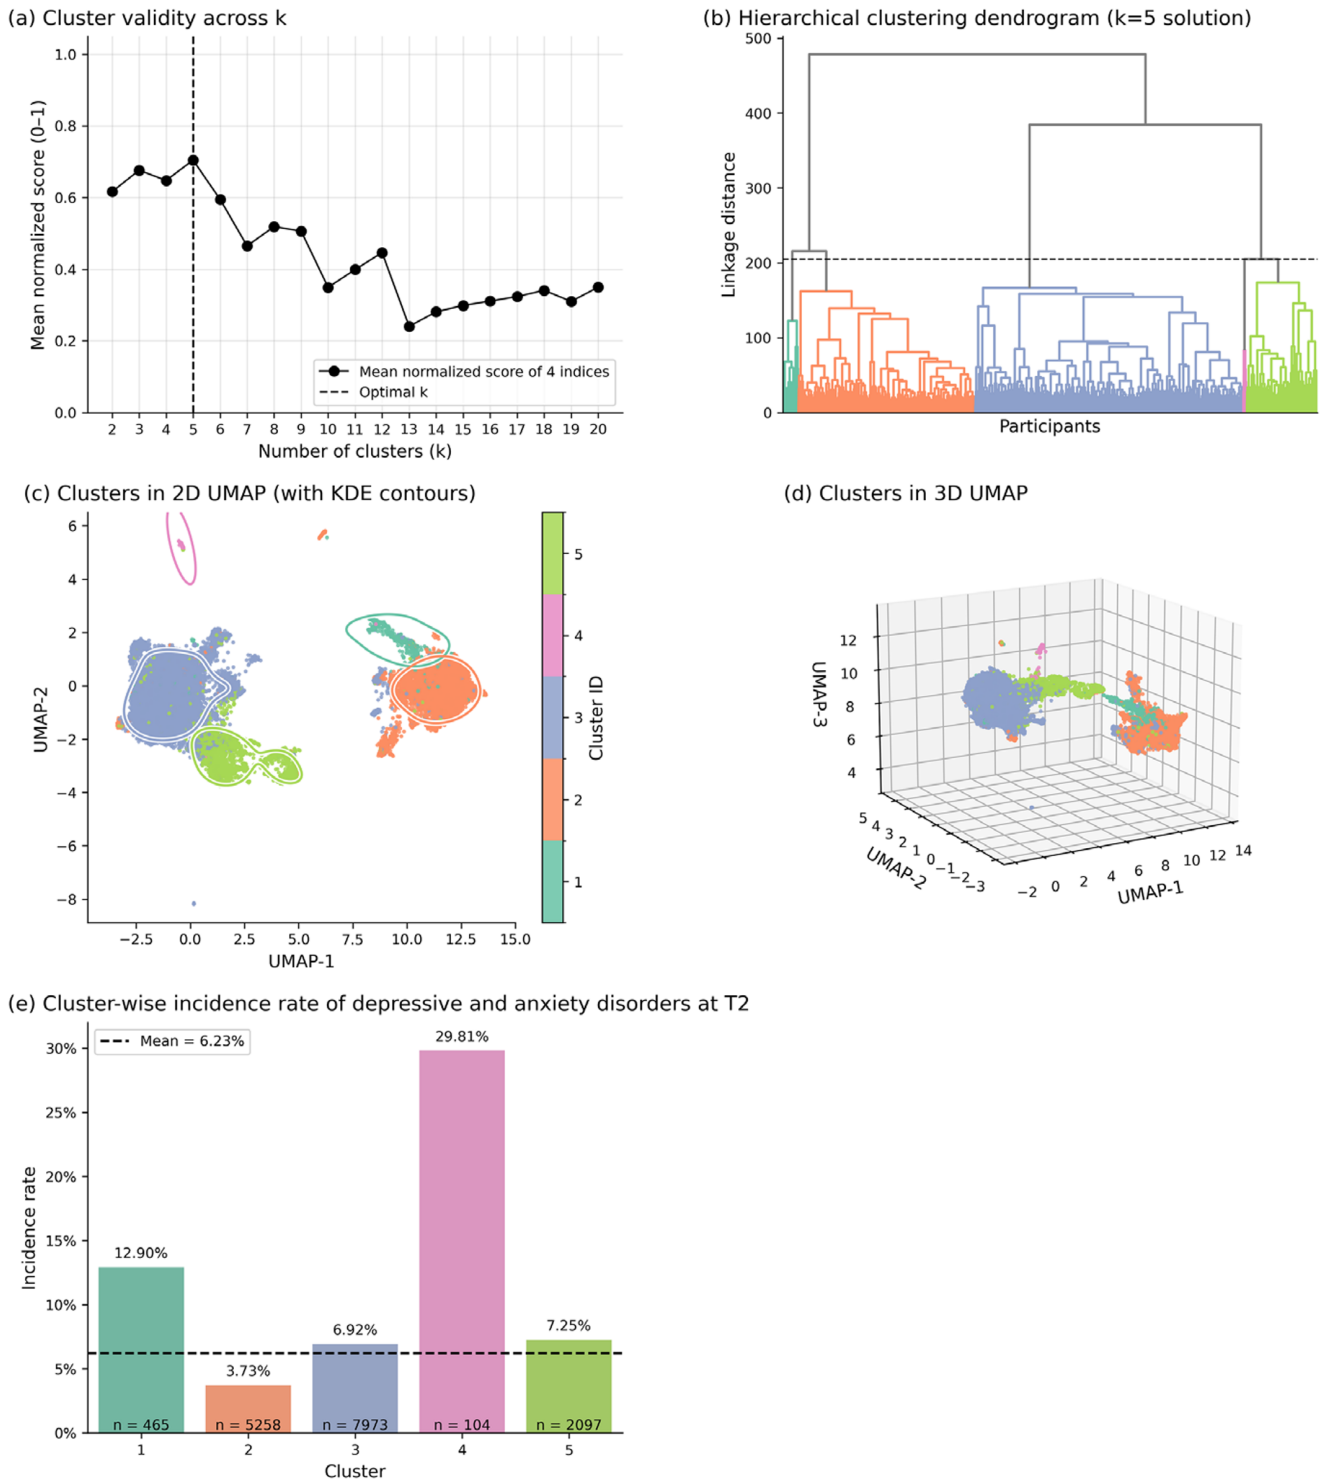 (a) Cluster validity across k
Mean normalized score (0–1)
1.0
0.8
0.6
0.4
0.2
0.0
Mean normalized score of 4 indices
Optimal k
2 3 4 5 6 7 8 9 10 11 12 13 14 15 16 17 18 19 20
Number of clusters (k)
(b) Hierarchical clustering dendrogram (k=5 solution)
Linkage distance
500
400
300
200
100
0
Participants
(c) Clusters in 2D UMAP (with KDE contours)
UMAP-2
6
4
2
0
−2
−4
−6
−8
−2.5 0.0 2.5 5.0 7.5 10.0 12.5 15.0
UMAP-1
5
4
3
2
1
Cluster ID
(d) Clusters in 3D UMAP
UMAP-3
12
10
8
6
4
5 4 3 2 1 0 −1 −2 −3
UMAP-2
−2 0 2 4 6 8 10 12 14
UMAP-1
(e) Cluster-wise incidence rate of depressive and anxiety disorders at T2
Incidence rate
30%
25%
20%
15%
10%
5%
0%
Mean = 6.23%
12.90%
3.73%
6.92%
29.81%
7.25%
n = 465
n = 5258
n = 7973
n = 104
n = 2097
1 2 3 4 5
Cluster